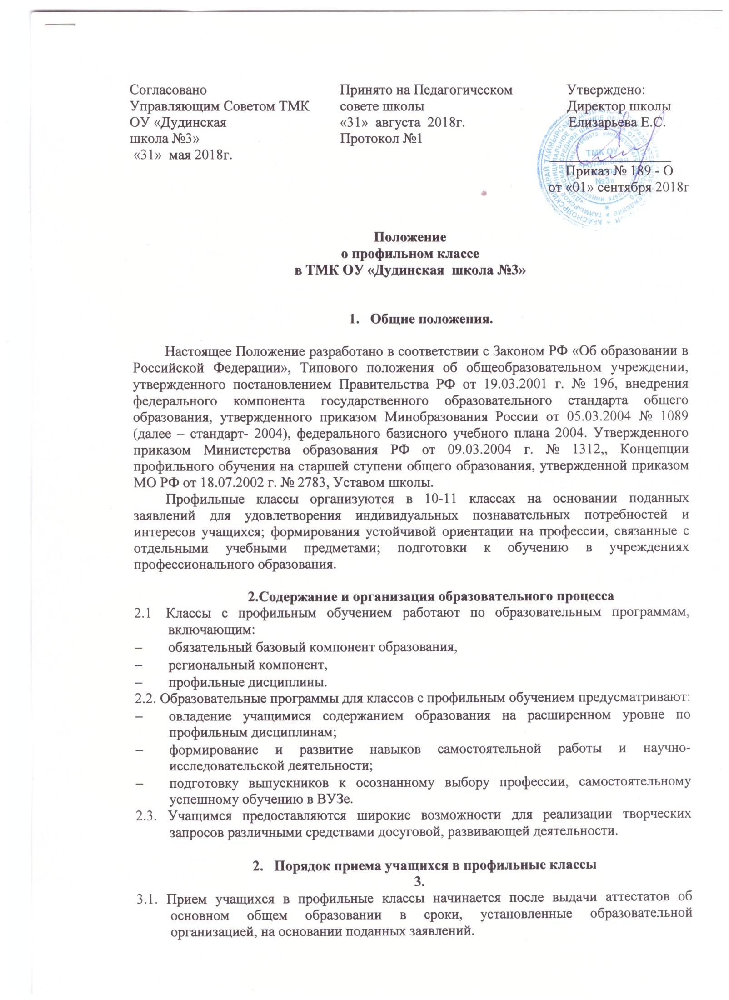 Согласовано
Управляющим Советом ТМК
ОУ «Дудинская
школа №3»
«31» мая 2018г.
Принято на Педагогическом
совете школы
«31» августа 2018г.
Протокол №1
Утверждено:
Директор школы
Елизарьева Е.С.
Приказ № 189 - О
от «01» сентября 2018г
ТМК ОУ
«Дудинская
школа
№3»
Положение
о профильном классе
в ТМК ОУ «Дудинская школа №3»
1. Общие положения.
Настоящее Положение разработано в соответствии с Законом РФ «Об образовании в
Российской Федерации», Типового положения об общеобразовательном учреждении,
утвержденного постановлением Правительства РФ от 19.03.2001 г. № 196, внедрения
федерального компонента государственного образовательного стандарта общего
образования, утвержденного приказом Минобразования России от 05.03.2004 № 1089
(далее – стандарт- 2004), федерального базисного учебного плана 2004. Утвержденного
приказом Министерства образования РФ от 09.03.2004 г. № 1312,, Концепции
профильного обучения на старшей ступени общего образования, утвержденной приказом
МО РФ от 18.07.2002 г. № 2783, Уставом школы.
Профильные классы организуются в 10-11 классах на основании поданных
заявлений для удовлетворения индивидуальных познавательных потребностей и
интересов учащихся; формирования устойчивой ориентации на профессии, связанные с
отдельными учебными предметами; подготовки к обучению в учреждениях
профессионального образования.
2.Содержание и организация образовательного процесса
2.1 Классы с профильным обучением работают по образовательным программам,
включающим:
– обязательный базовый компонент образования,
– региональный компонент,
– профильные дисциплины.
2.2. Образовательные программы для классов с профильным обучением предусматривают:
– овладение учащимися содержанием образования на расширенном уровне по
профильным дисциплинам;
– формирование и развитие навыков самостоятельной работы и научно-
исследовательской деятельности;
– подготовку выпускников к осознанному выбору профессии, самостоятельному
успешному обучению в ВУЗе.
2.3. Учащимся предоставляются широкие возможности для реализации творческих
запросов различными средствами досуговой, развивающей деятельности.
2. Порядок приема учащихся в профильные классы
3.
3.1. Прием учащихся в профильные классы начинается после выдачи аттестатов об
основном общем образовании в сроки, установленные образовательной
организацией, на основании поданных заявлений.